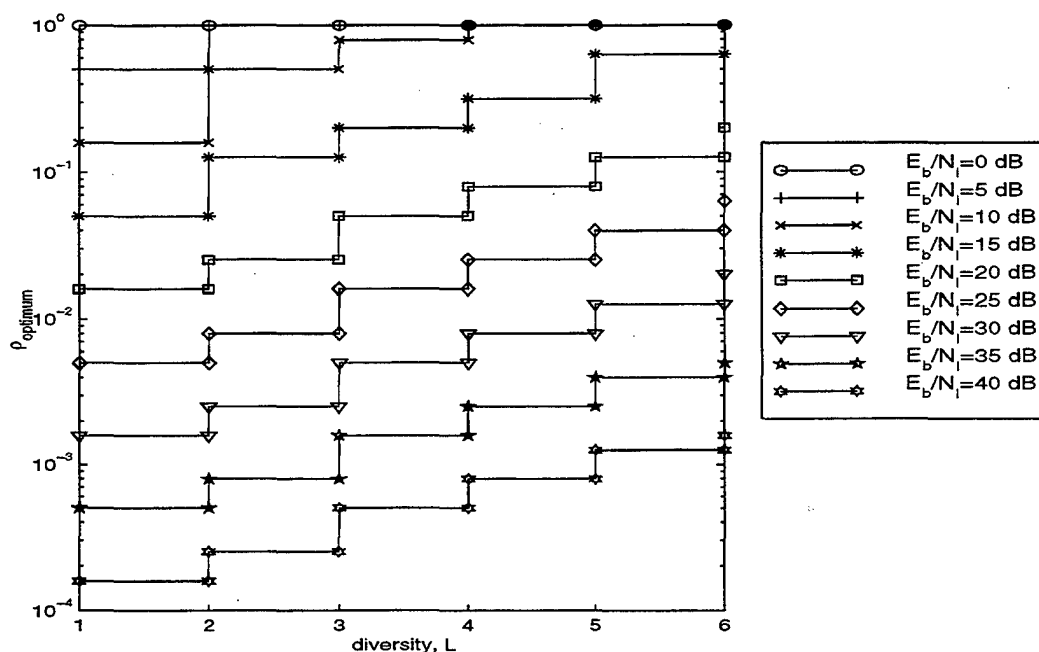 10^0
10^-1
10^-2
10^-3
10^-4
ρ_optimum
1 2 3 4 5 6
diversity, L
E_b/N_I=0 dB
E_b/N_I=5 dB
E_b/N_I=10 dB
E_b/N_I=15 dB
E_b/N_I=20 dB
E_b/N_I=25 dB
E_b/N_I=30 dB
E_b/N_I=35 dB
E_b/N_I=40 dB